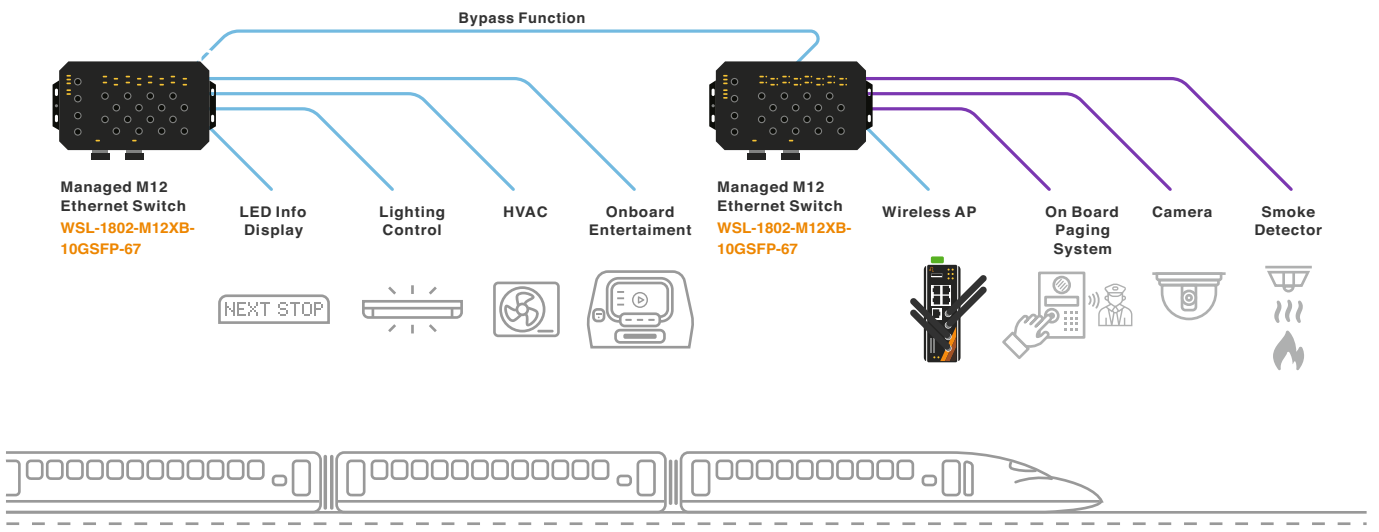 Bypass Function
Managed M12
Ethernet Switch
WSL-1802-M12XB-
10GSFP-67
LED Info
Display
Lighting
Control
HVAC
Onboard
Entertaiment
Managed M12
Ethernet Switch
WSL-1802-M12XB-
10GSFP-67
Wireless AP
On Board
Paging
System
Camera
Smoke
Detector
NEXT STOP